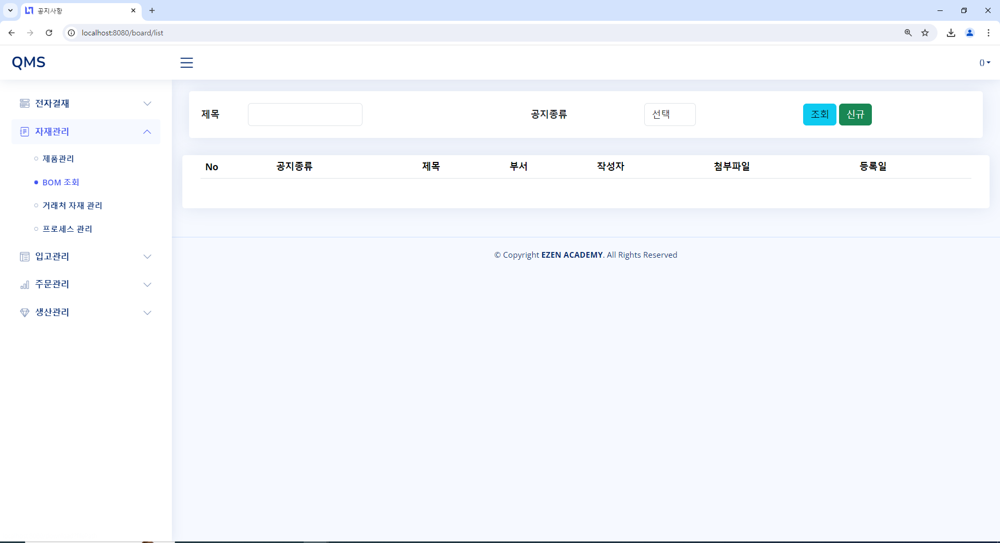 공지사항
localhost:8080/board/list
QMS
()
전자결재
자재관리
제품관리
BOM 조회
거래처 자재 관리
프로세스 관리
입고관리
주문관리
생산관리
제목 공지종류 선택 조회 신규
No 공지종류 제목 부서 작성자 첨부파일 등록일
© Copyright EZEN ACADEMY. All Rights Reserved